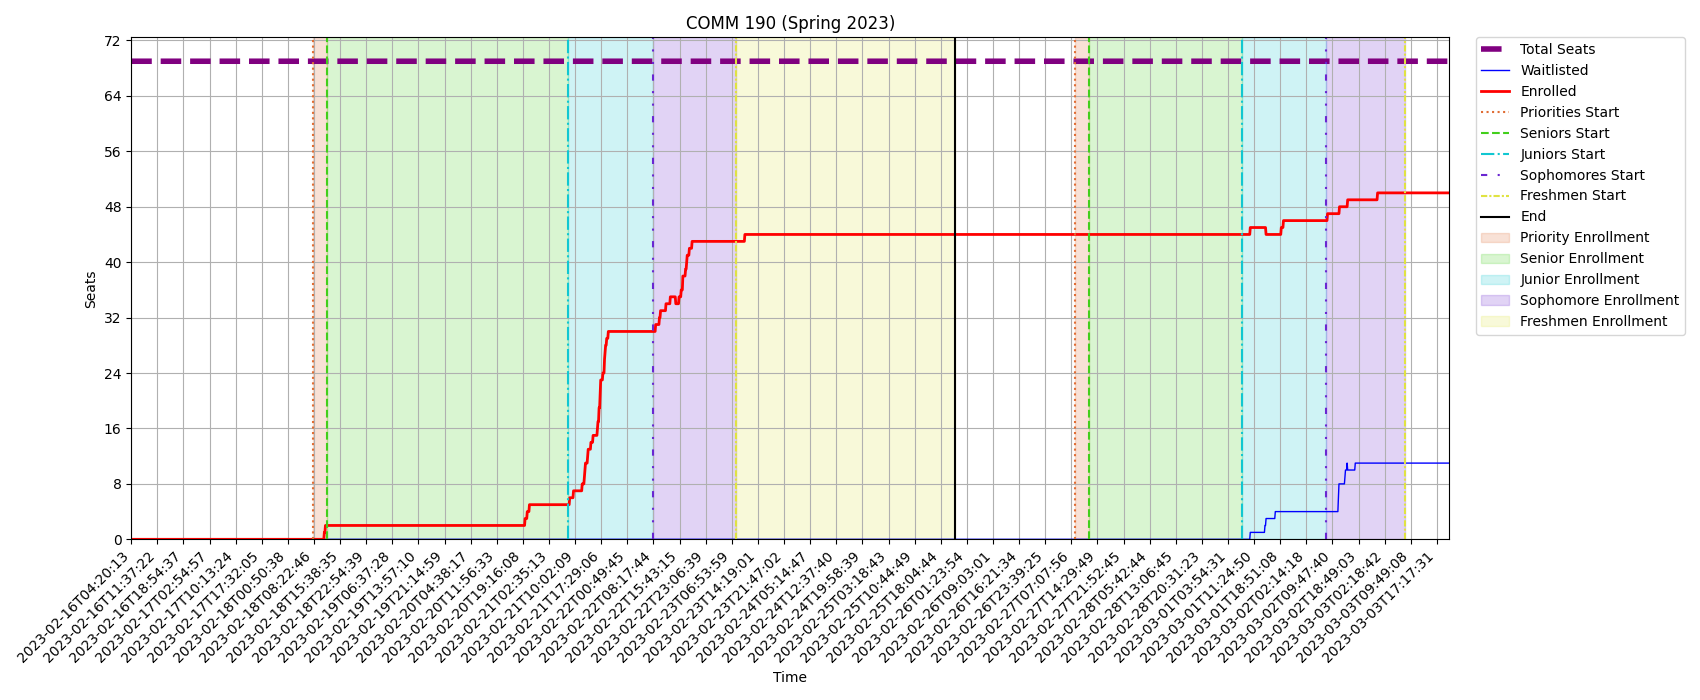 COMM 190 (Spring 2023)
72
64
56
48
40
32
24
16
8
0
Seats
2023-02-16T04:20:13
2023-02-16T11:37:22
2023-02-16T18:54:37
2023-02-17T02:54:57
2023-02-17T10:13:24
2023-02-17T17:32:05
2023-02-18T00:50:38
2023-02-18T08:22:46
2023-02-18T15:38:35
2023-02-18T22:54:39
2023-02-19T06:37:28
2023-02-19T13:57:10
2023-02-19T21:14:59
2023-02-20T04:38:17
2023-02-20T11:56:33
2023-02-20T19:16:08
2023-02-21T02:35:13
2023-02-21T10:02:09
2023-02-21T17:29:06
2023-02-22T00:49:45
2023-02-22T08:17:44
2023-02-22T15:43:15
2023-02-22T23:06:39
2023-02-23T06:53:59
2023-02-23T14:19:01
2023-02-23T21:47:02
2023-02-24T05:14:47
2023-02-24T12:37:40
2023-02-24T19:58:39
2023-02-25T03:18:43
2023-02-25T10:44:49
2023-02-25T18:04:44
2023-02-26T01:23:54
2023-02-26T09:03:01
2023-02-26T16:21:34
2023-02-26T23:39:25
2023-02-27T07:07:56
2023-02-27T14:29:49
2023-02-27T21:52:45
2023-02-28T05:42:44
2023-02-28T13:06:45
2023-02-28T20:31:23
2023-03-01T03:54:31
2023-03-01T11:24:50
2023-03-01T18:51:08
2023-03-02T02:14:18
2023-03-02T09:47:40
2023-03-02T18:49:03
2023-03-03T02:18:42
2023-03-03T09:49:08
2023-03-03T17:17:31
Time
Total Seats
Waitlisted
Enrolled
Priorities Start
Seniors Start
Juniors Start
Sophomores Start
Freshmen Start
End
Priority Enrollment
Senior Enrollment
Junior Enrollment
Sophomore Enrollment
Freshmen Enrollment